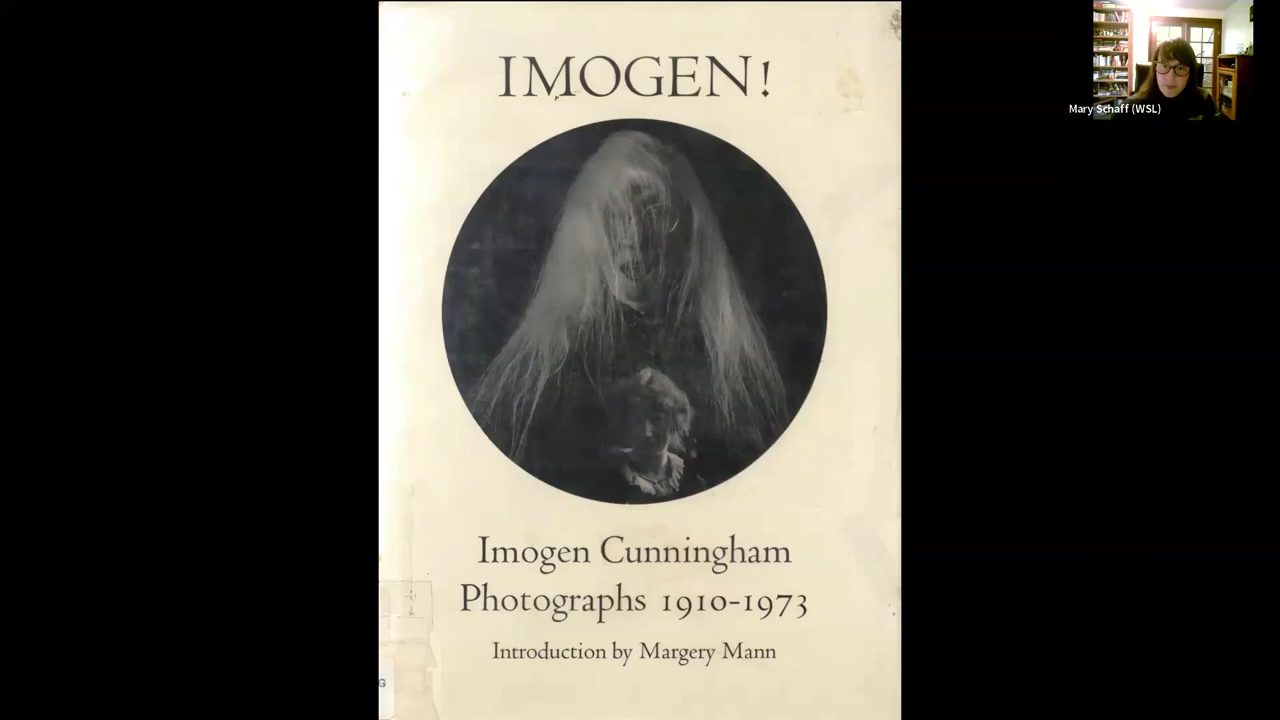 IMOGEN!
Imogen Cunningham
Photographs 1910-1973
Introduction by Margery Mann
G
Mary Schaff (WSL)